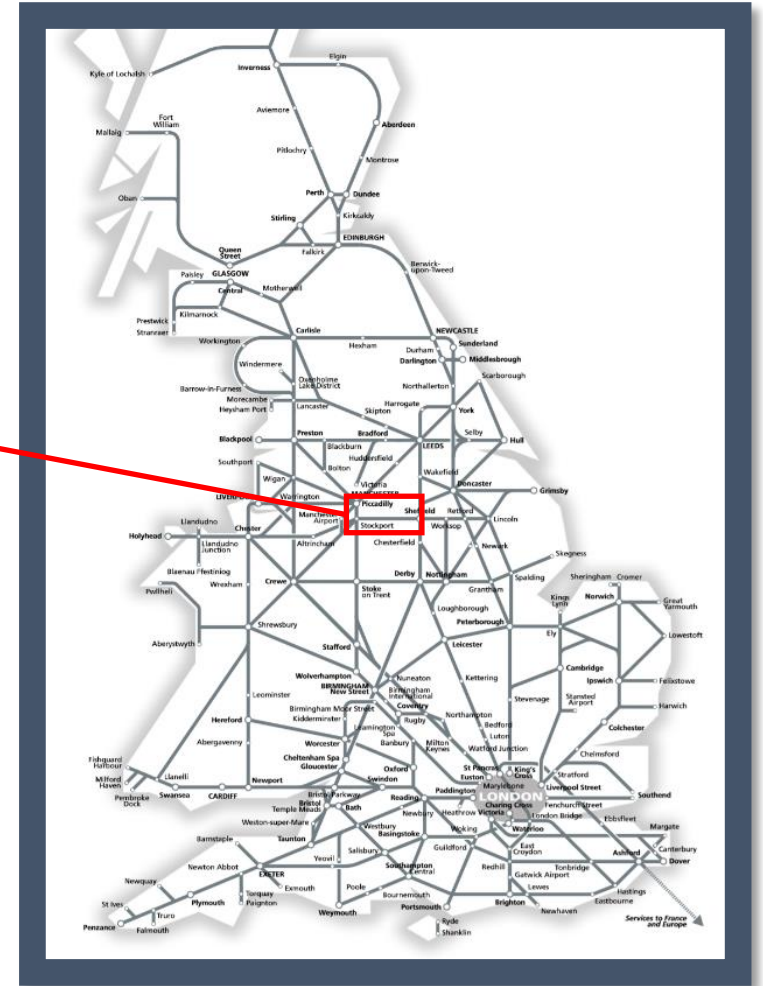 Elgin
Inverness
Kyle of Lochalsh
Aviemore
Fort
William
Aberdeen
Mallaig
Pitlochry
Montrose
Perth
Dundee
Oban
Stirling
Kirkcaldy
EDINBURGH
Queen
Street
Falkirk
Berwick-
upon-Tweed
Paisley
GLASGOW
Central
Motherwell
Prestwick
Kilmarnock
Stranraer
Carlisle
NEWCASTLE
Workington
Hexham
Sunderland
Durham
Darlington
Middlesbrough
Windermere
Scarborough
Oxenholme
Lake District
Barrow-in-Furness
Northallerton
Morecambe
Heysham Port
Lancaster
Harrogate
York
Skipton
Blackpool
Preston
Bradford
Selby
Hull
Blackburn
LEEDS
Southport
Huddersfield
Bolton
Wakefield
Wigan
Victoria
Doncaster
Grimsby
Warrington
Piccadilly
Manchester
Airport
Sheffield
Retford
Lincoln
Stockport
Worksop
Llandudno
Chester
Holyhead
Llandudno
Junction
Altrincham
Chesterfield
Newark
Skegness
Blaenau Ffestiniog
Pwllheli
Wrexham
Crewe
Stoke
on Trent
Derby
Nottingham
Grantham
Spalding
Sheringham
Cromer
Kings
Lynn
Norwich
Great
Yarmouth
Loughborough
Peterborough
Shrewsbury
Aberystwyth
Stafford
Leicester
Ely
Lowestoft
Wolverhampton
Nuneaton
Kettering
Cambridge
BIRMINGHAM
New Street
Birmingham
International
Ipswich
Felixstowe
Leominster
Coventry
Stevenage
Stansted
Airport
Harwich
Birmingham Moor Street
Kidderminster
Rugby
Northampton
Hereford
Leamington
Spa
Bedford
Colchester
Worcester
Banbury
Milton
Keynes
Luton
Abergavenny
Watford Junction
Chelmsford
Cheltenham Spa
Gloucester
Oxford
St Pancras
King's
Cross
Fishguard
Harbour
Euston
Stratford
Milford
Haven
Llanelli
Newport
Swindon
Paddington
Marylebone
Liverpool Street
Pembroke
Dock
Swansea
CARDIFF
Bristol Parkway
Reading
LONDON
Southend
Bristol
Temple Meads
Bath
Charing Cross
Fenchurch Street
Newbury
Heathrow
Victoria
London Bridge
Ebbsfleet
Weston-super-Mare
Westbury
Basingstoke
Woking
Waterloo
Margate
Barnstaple
Taunton
Salisbury
Guildford
East
Croydon
Canterbury
Yeovil
Ashford
Dover
Newton Abbot
EXETER
Southampton
Central
Redhill
Tonbridge
Gatwick Airport
Newquay
Exmouth
Poole
Bournemouth
Lewes
Hastings
Torquay
Paignton
Eastbourne
St Ives
Plymouth
Weymouth
Portsmouth
Brighton
Newhaven
Truro
Ryde
Services to France
and Europe
Penzance
Falmouth
Shanklin